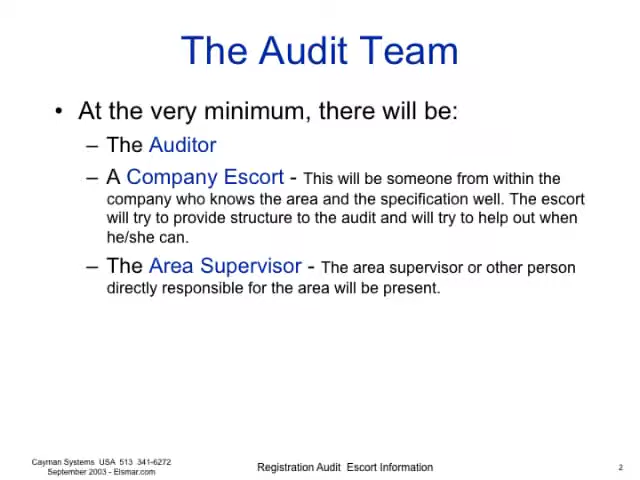 The Audit Team
• At the very minimum, there will be:
– The Auditor
– A Company Escort - This will be someone from within the
company who knows the area and the specification well. The escort
will try to provide structure to the audit and will try to help out when
he/she can.
– The Area Supervisor - The area supervisor or other person
directly responsible for the area will be present.
Cayman Systems USA 513 341-6272
September 2003 - Elsmar.com
Registration Audit Escort Information
2